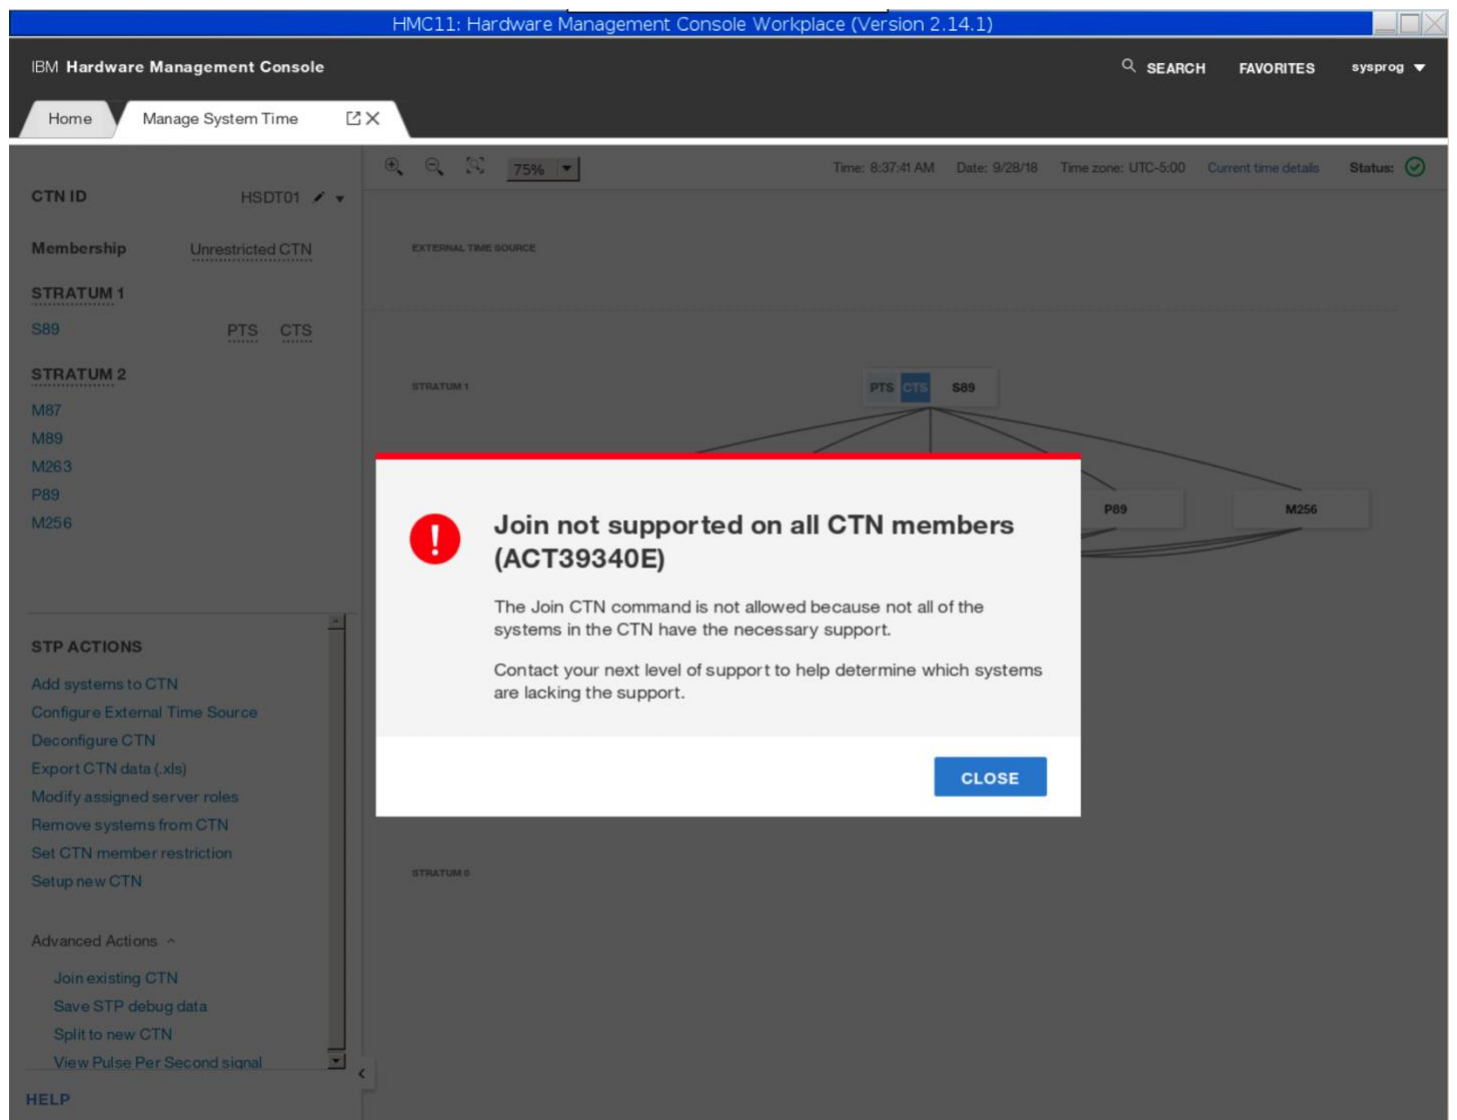 HMC11: Hardware Management Console Workplace (Version 2.14.1)
IBM Hardware Management Console
SEARCH FAVORITES sysprog
Home Manage System Time
75% Time: 8:37:41 AM Date: 9/28/18 Time zone: UTC-5:00 Current time details Status:
CTN ID HSDT01
Membership Unrestricted CTN
STRATUM 1
S89 PTS CTS
STRATUM 2
M87
M89
M263
P89
M256
EXTERNAL TIME SOURCE
STRATUM 1
PTS CTS S89
P89 M256
Join not supported on all CTN members
(ACT39340E)
The Join CTN command is not allowed because not all of the
systems in the CTN have the necessary support.
Contact your next level of support to help determine which systems
are lacking the support.
CLOSE
STP ACTIONS
Add systems to CTN
Configure External Time Source
Deconfigure CTN
Export CTN data (.xls)
Modify assigned server roles
Remove systems from CTN
Set CTN member restriction
Setup new CTN
Advanced Actions
Join existing CTN
Save STP debug data
Split to new CTN
View Pulse Per Second signal
HELP
STRATUM 0